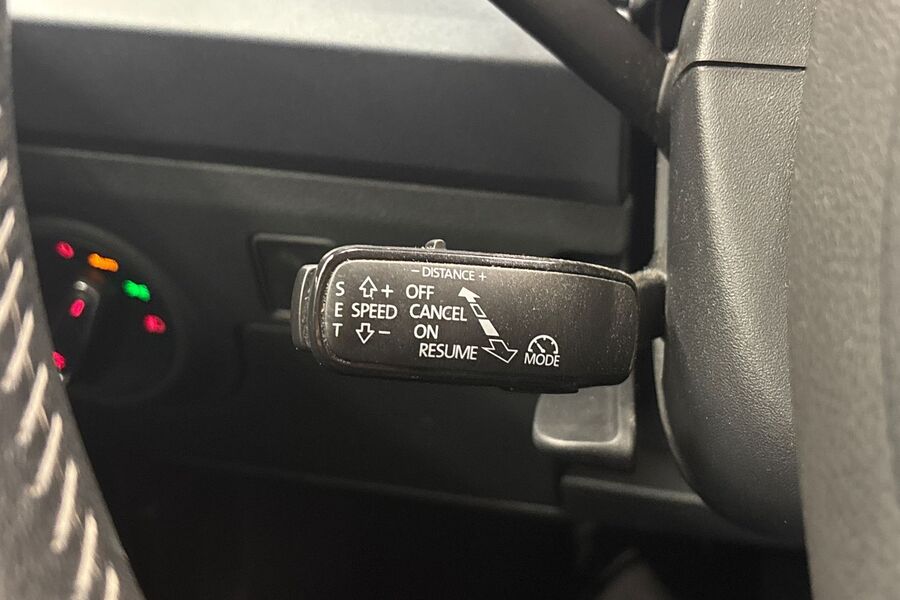 - DISTANCE +
S + OFF
E SPEED CANCEL
T - ON
RESUME
MODE